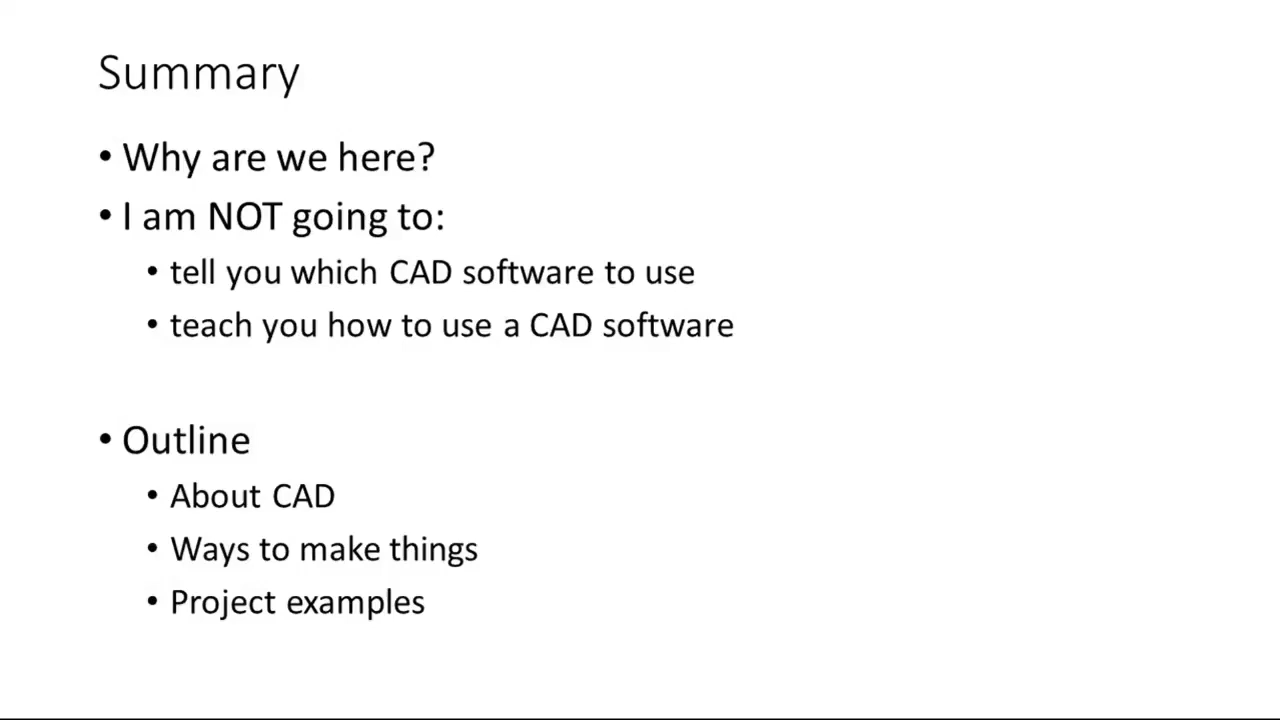 Summary
• Why are we here?
• I am NOT going to:
• tell you which CAD software to use
• teach you how to use a CAD software
• Outline
• About CAD
• Ways to make things
• Project examples